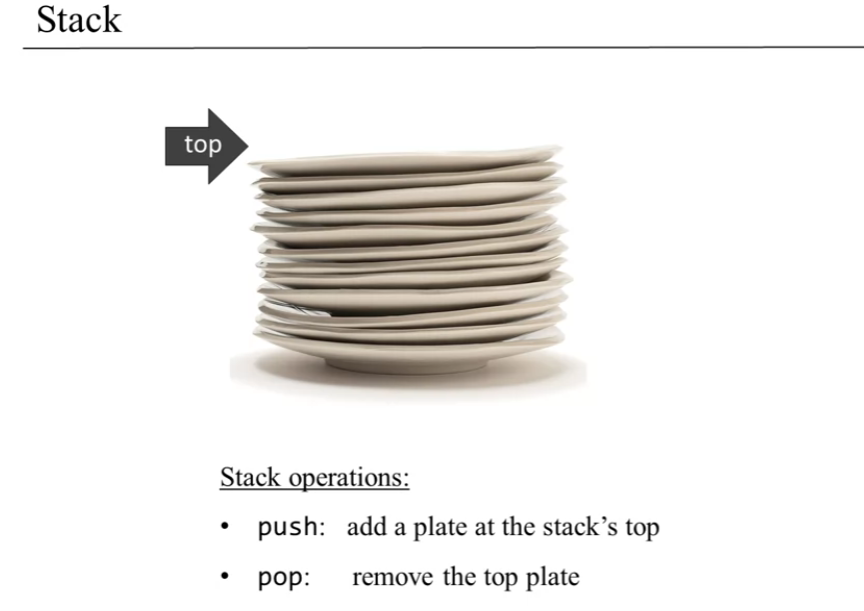 Stack
top
Stack operations:
• push: add a plate at the stack’s top
• pop: remove the top plate